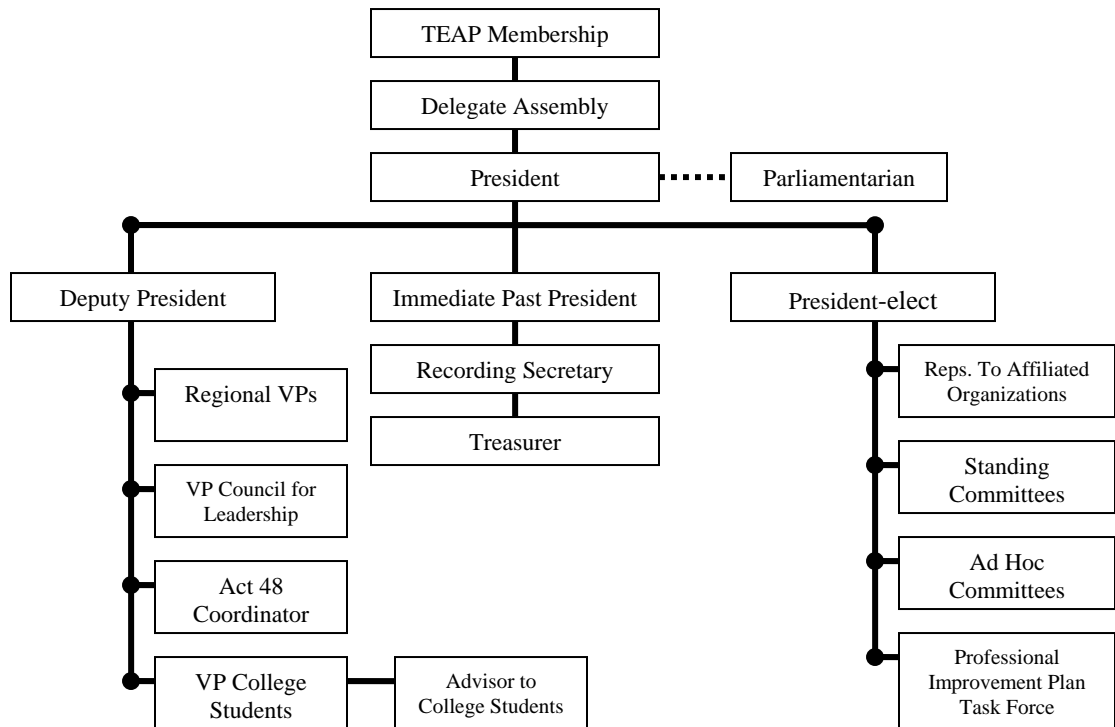 TEAP Membership
Delegate Assembly
President
Parliamentarian
Deputy President
Immediate Past President
President-elect
Regional VPs
Recording Secretary
Reps. To Affiliated
Organizations
Treasurer
VP Council for
Leadership
Standing
Committees
Act 48
Coordinator
Ad Hoc
Committees
VP College
Students
Advisor to
College Students
Professional
Improvement Plan
Task Force